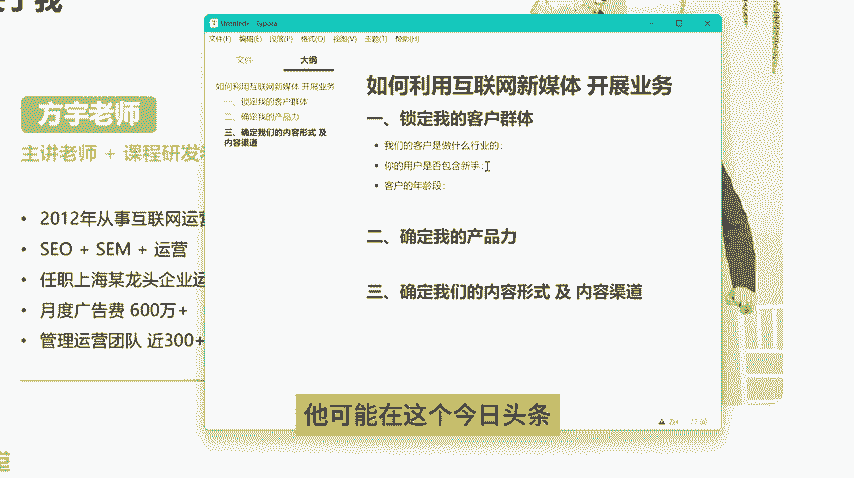 方宇老师
主讲老师 + 课程研发
• 2012年从事互联网运营
• SEO + SEM + 运营
• 任职上海某龙头企业运
• 月度广告费 600万+
• 管理运营团队 近300+
文件(F) 编辑(E) 段落(P) 格式(O) 视图(V) 主题(T) 帮助(H)
文件 大纲
如何利用互联网新媒体 开展业务
一、锁定我的客户群体
二、确定我的产品力
三、确定我们的内容形式 及
内容渠道
如何利用互联网新媒体 开展业务
一、锁定我的客户群体
• 我们的客户是做什么行业的:
• 你的用户是否包含新手:
• 客户的年龄段:
二、确定我的产品力
三、确定我们的内容形式 及 内容渠道
他可能在这个今日头条